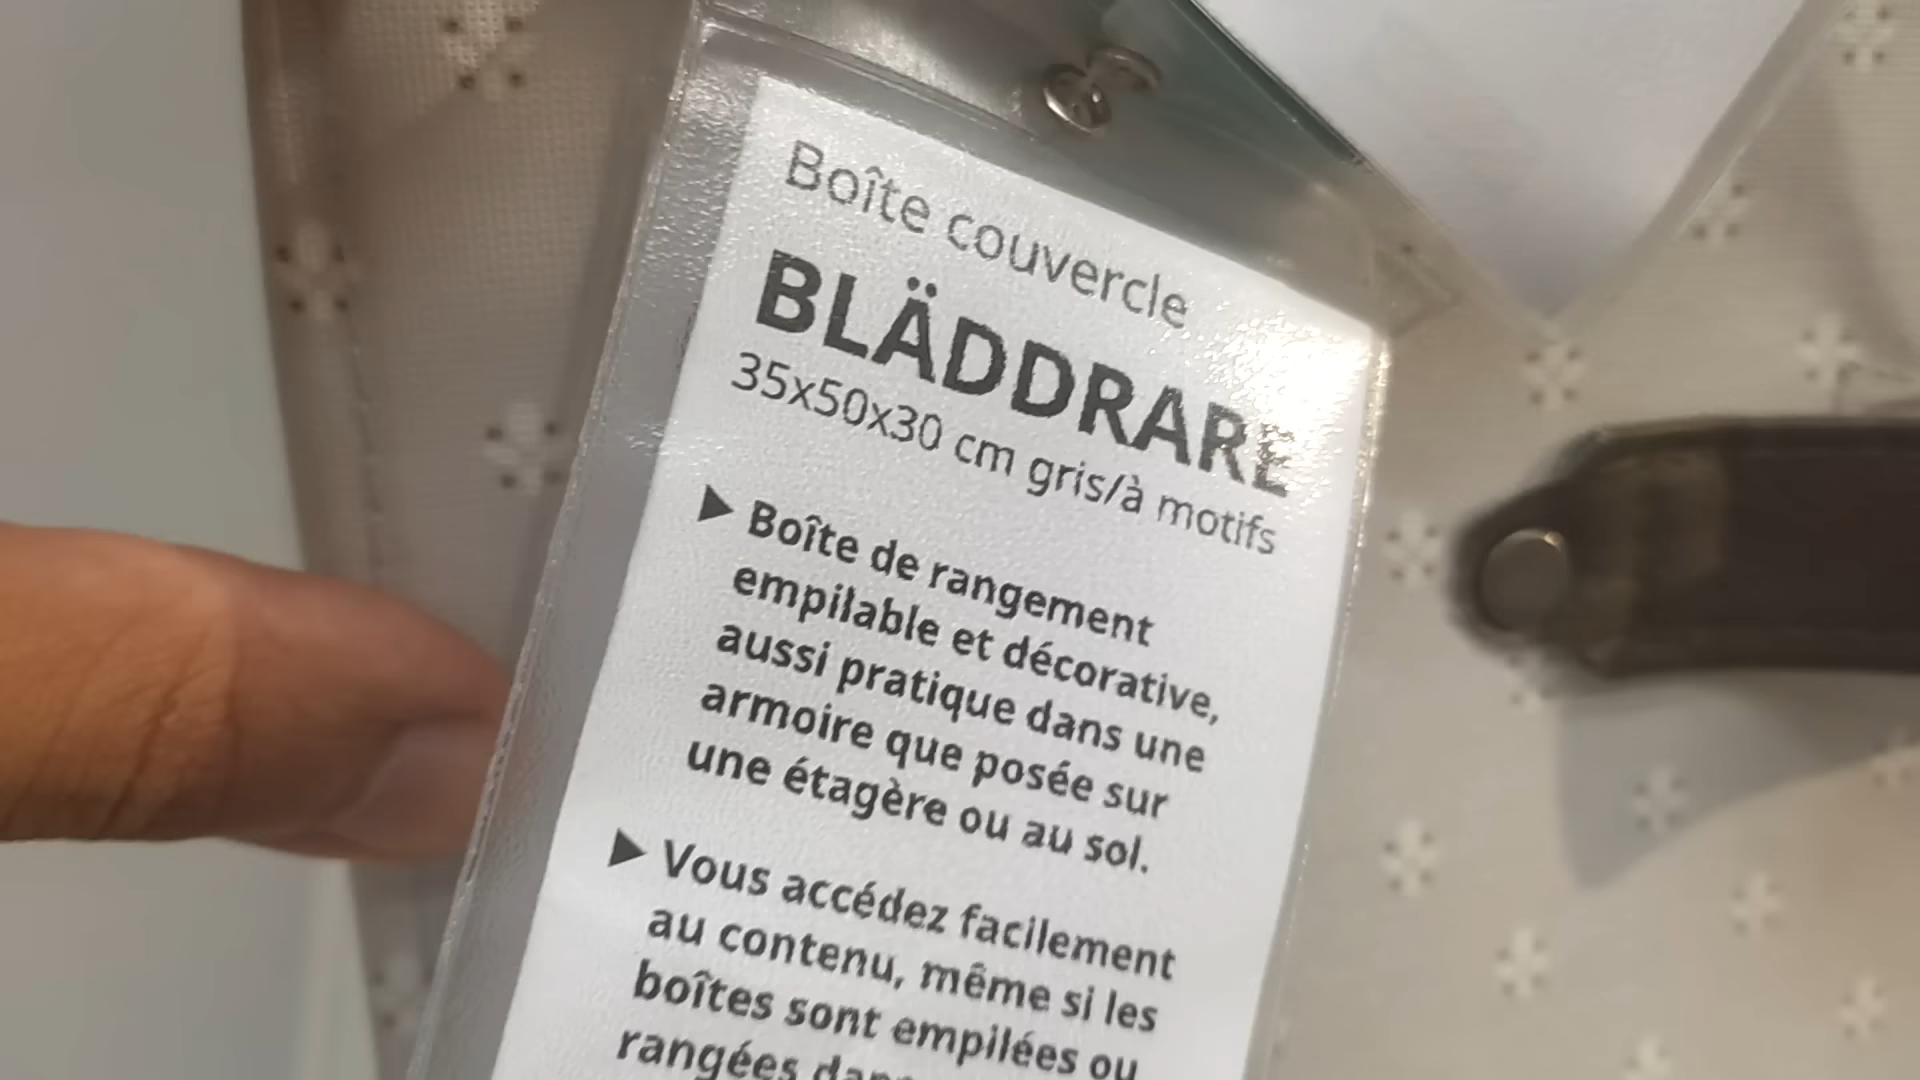 Boîte couvercle
BLÄDDRARE
35x50x30 cm gris/à motifs
▶ Boîte de rangement
empilable et décorative,
aussi pratique dans une
armoire que posée sur
une étagère ou au sol.
▶ Vous accédez facilement
au contenu, même si les
boîtes sont empilées ou
rangées